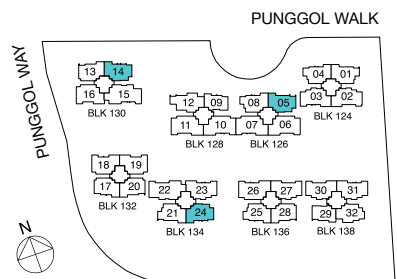 PUNGGOL WALK
PUNGGOL WAY
13 14
16 15
BLK 130
04 01
03 02
BLK 124
12 09
11 10
BLK 128
08 05
07 06
BLK 126
18 19
17 20
BLK 132
22 23
21 24
BLK 134
26 27
25 28
BLK 136
30 31
29 32
BLK 138
N